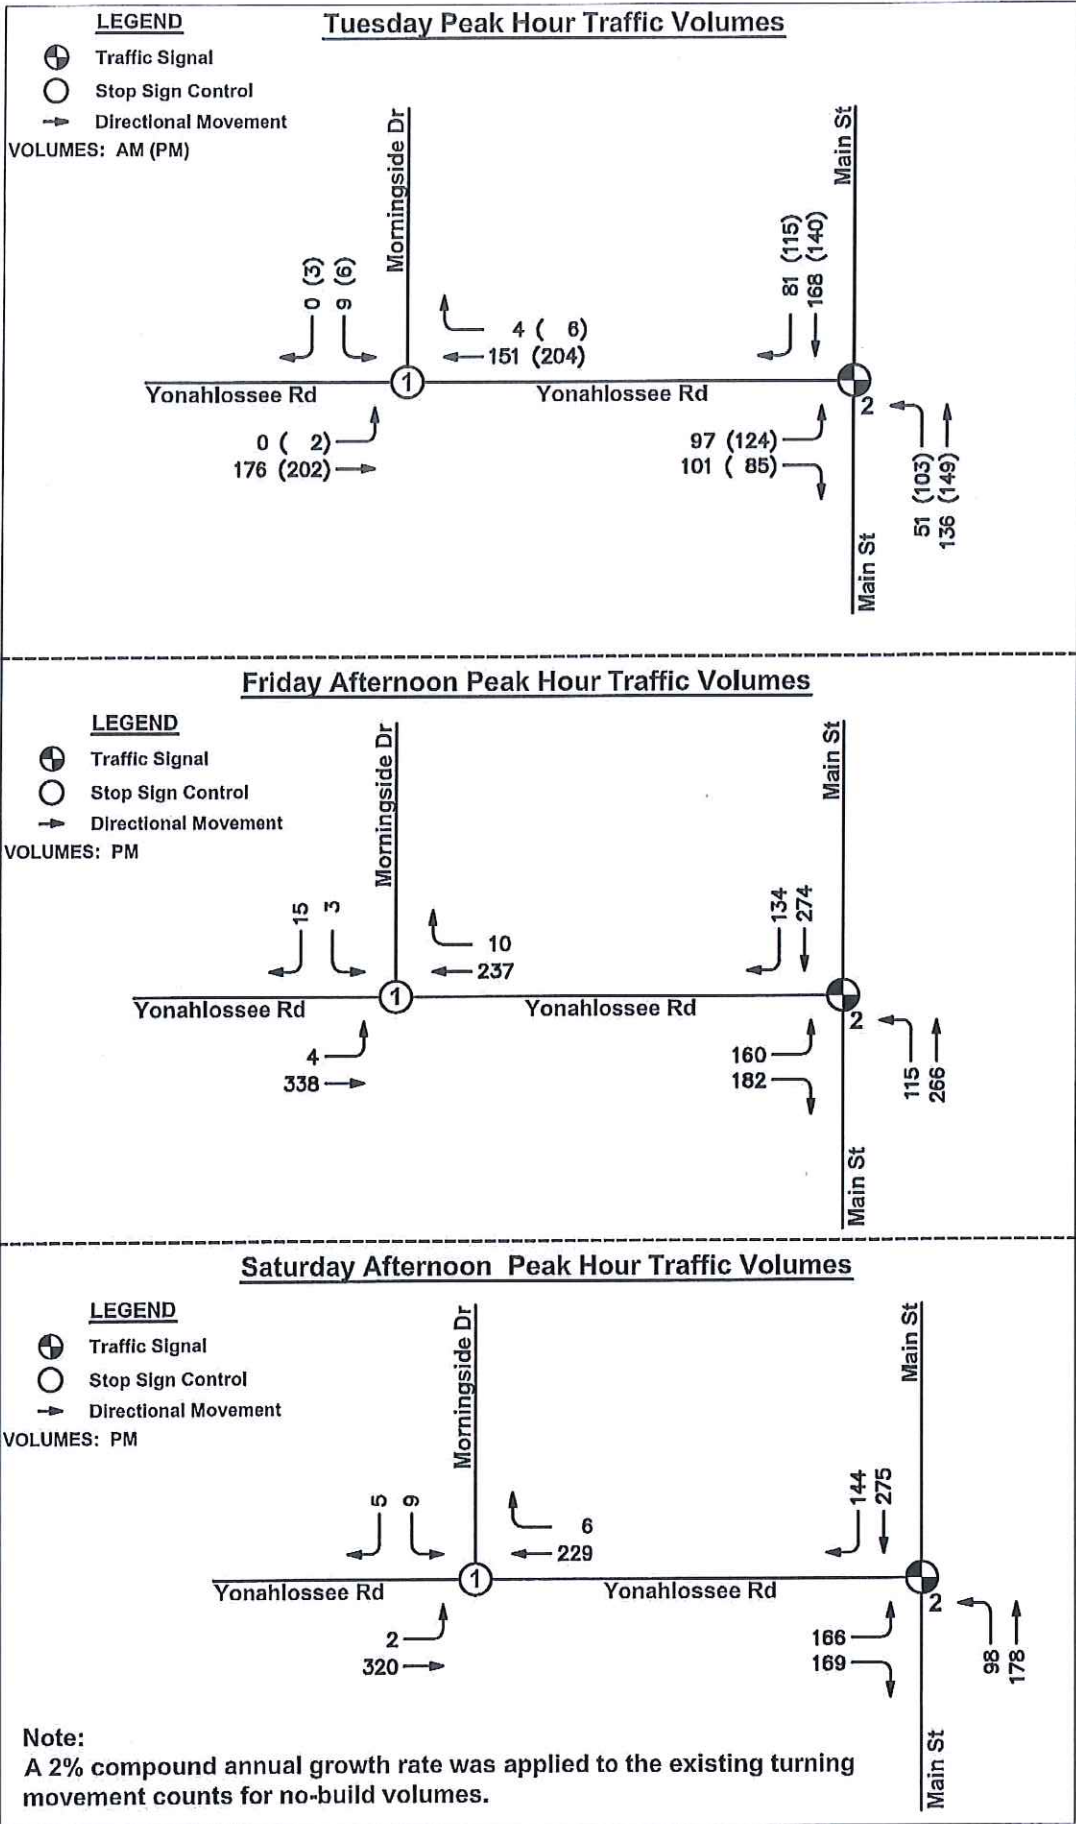 Tuesday Peak Hour Traffic Volumes
LEGEND
Traffic Signal
Stop Sign Control
Directional Movement
VOLUMES: AM (PM)
Morningside Dr
Main St
0 (3)
9 (6)
4 ( 6)
151 (204)
81 (115)
168 (140)
Yonahlossee Rd
1
Yonahlossee Rd
2
0 ( 2)
176 (202)
97 (124)
101 ( 85)
51 (103)
136 (149)
Main St
Friday Afternoon Peak Hour Traffic Volumes
LEGEND
Traffic Signal
Stop Sign Control
Directional Movement
VOLUMES: PM
Morningside Dr
Main St
15
3
10
237
134
274
Yonahlossee Rd
1
Yonahlossee Rd
2
4
338
160
182
115
266
Main St
Saturday Afternoon Peak Hour Traffic Volumes
LEGEND
Traffic Signal
Stop Sign Control
Directional Movement
VOLUMES: PM
Morningside Dr
Main St
5
9
6
229
144
275
Yonahlossee Rd
1
Yonahlossee Rd
2
2
320
166
169
98
178
Main St
Note:
A 2% compound annual growth rate was applied to the existing turning
movement counts for no-build volumes.